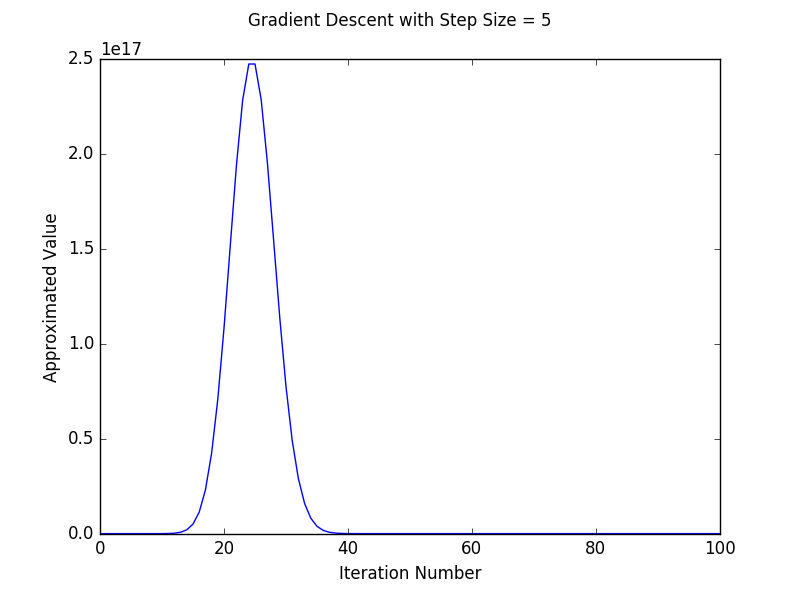 Gradient Descent with Step Size = 5
1e17
2.5
2.0
1.5
1.0
0.5
0.0
Approximated Value
0 20 40 60 80 100
Iteration Number